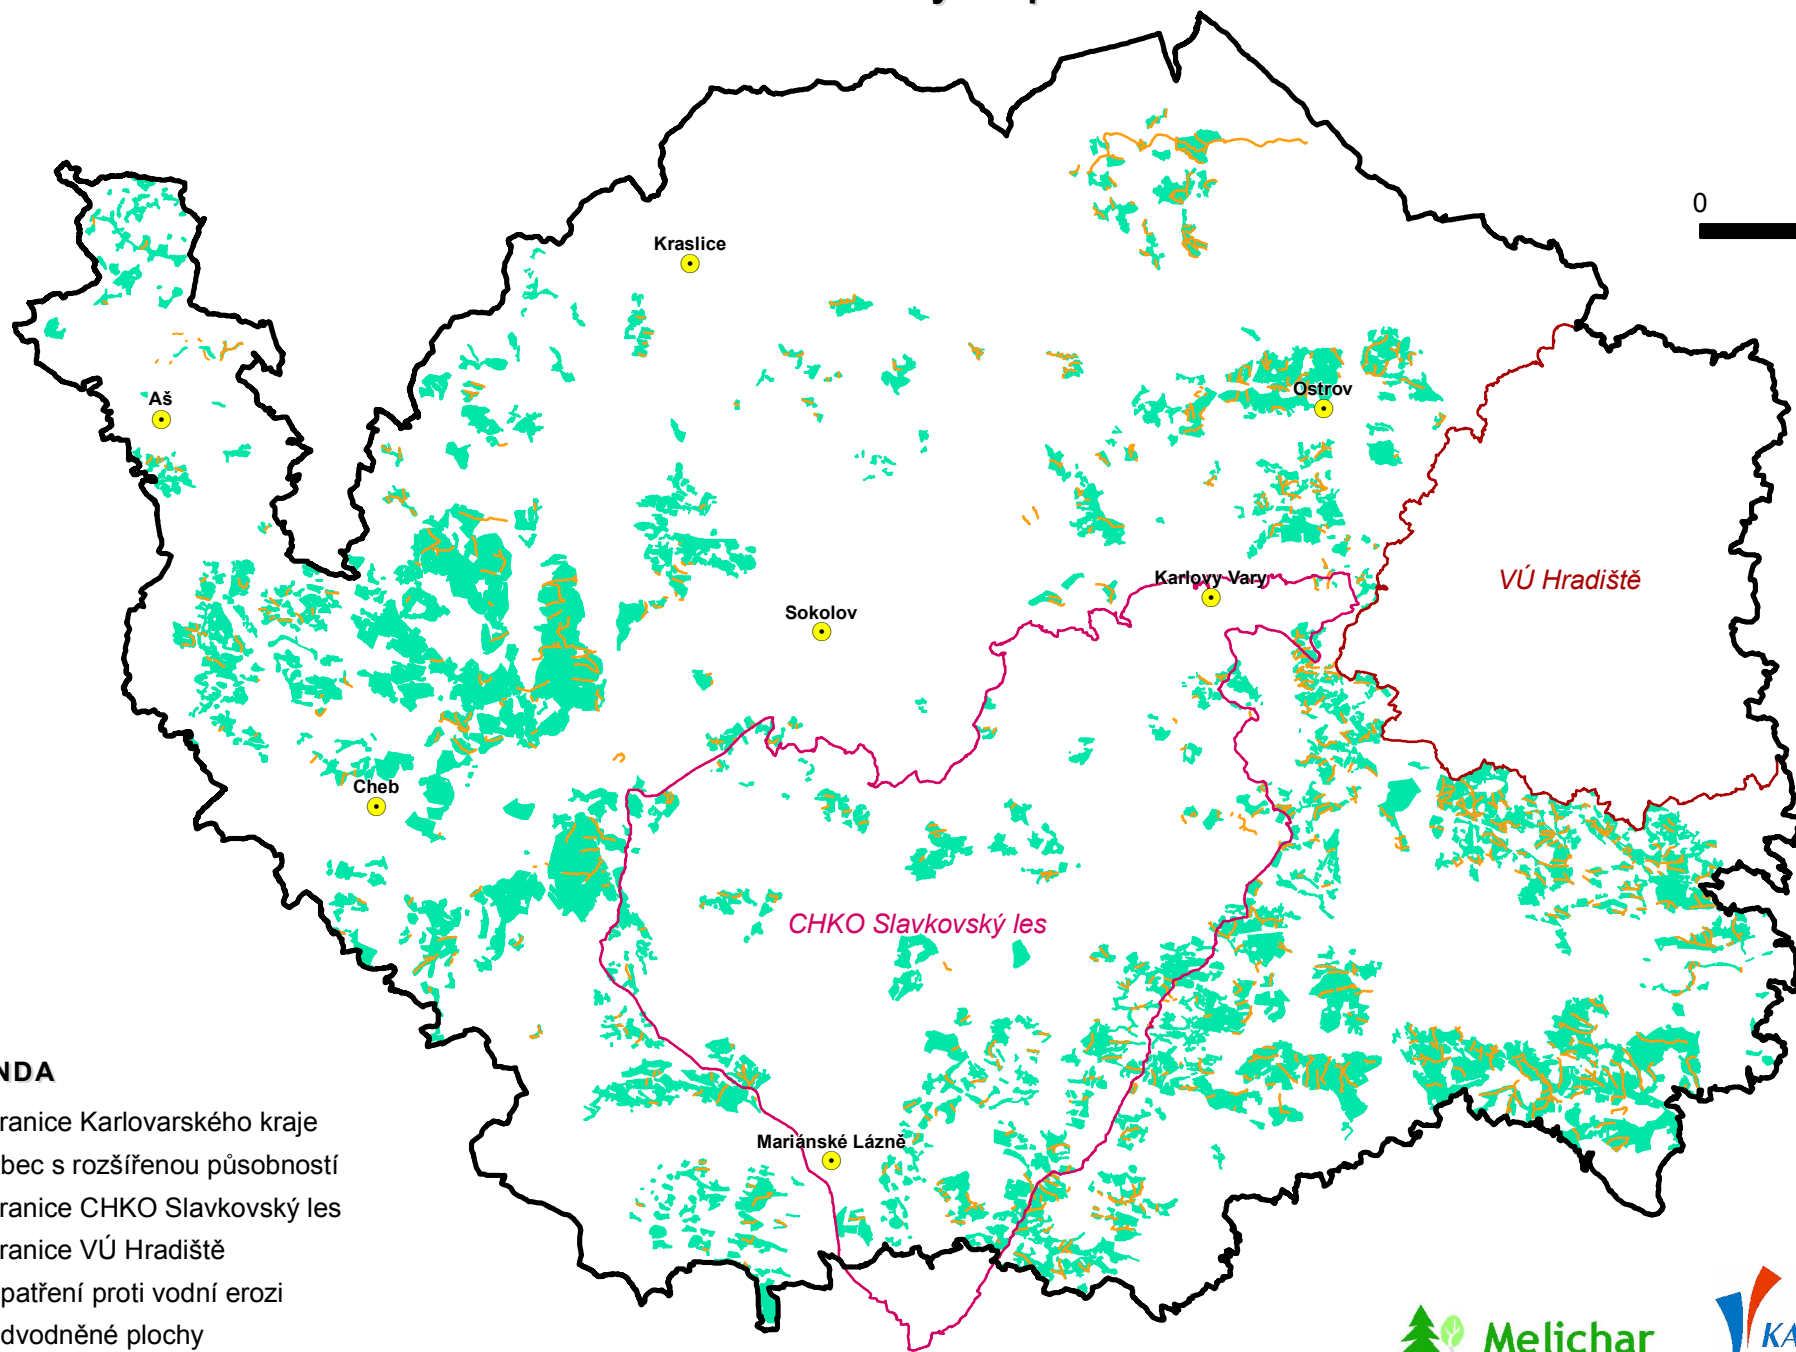 0
Kraslice
Aš
Ostrov
Karlovy Vary
VÚ Hradiště
Sokolov
Cheb
CHKO Slavkovský les
Mariánské Lázně
NDA
ranice Karlovarského kraje
bec s rozšířenou působností
ranice CHKO Slavkovský les
ranice VÚ Hradiště
patření proti vodní erozi
dvodněné plochy
Melichar
KA